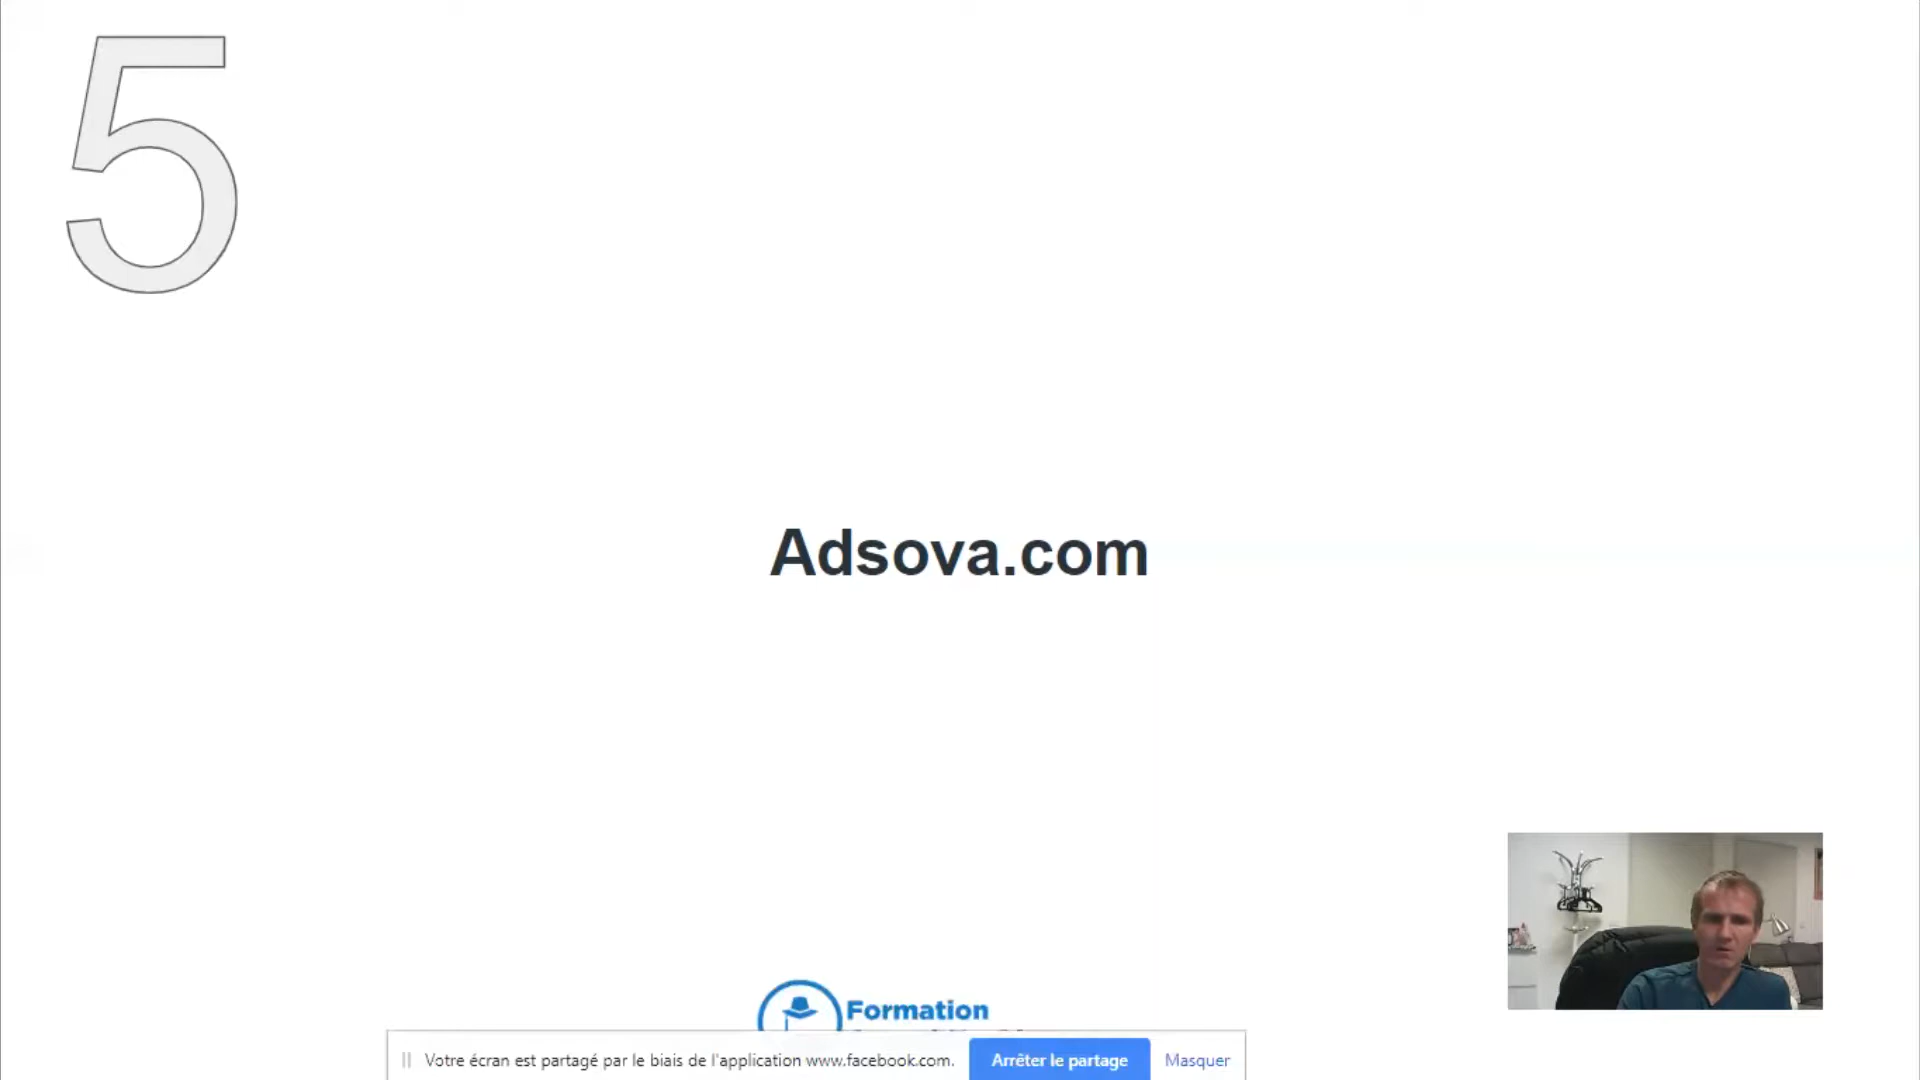 5
Adsova.com
Formation
Votre écran est partagé par le biais de l'application www.facebook.com.
Arrêter le partage
Masquer